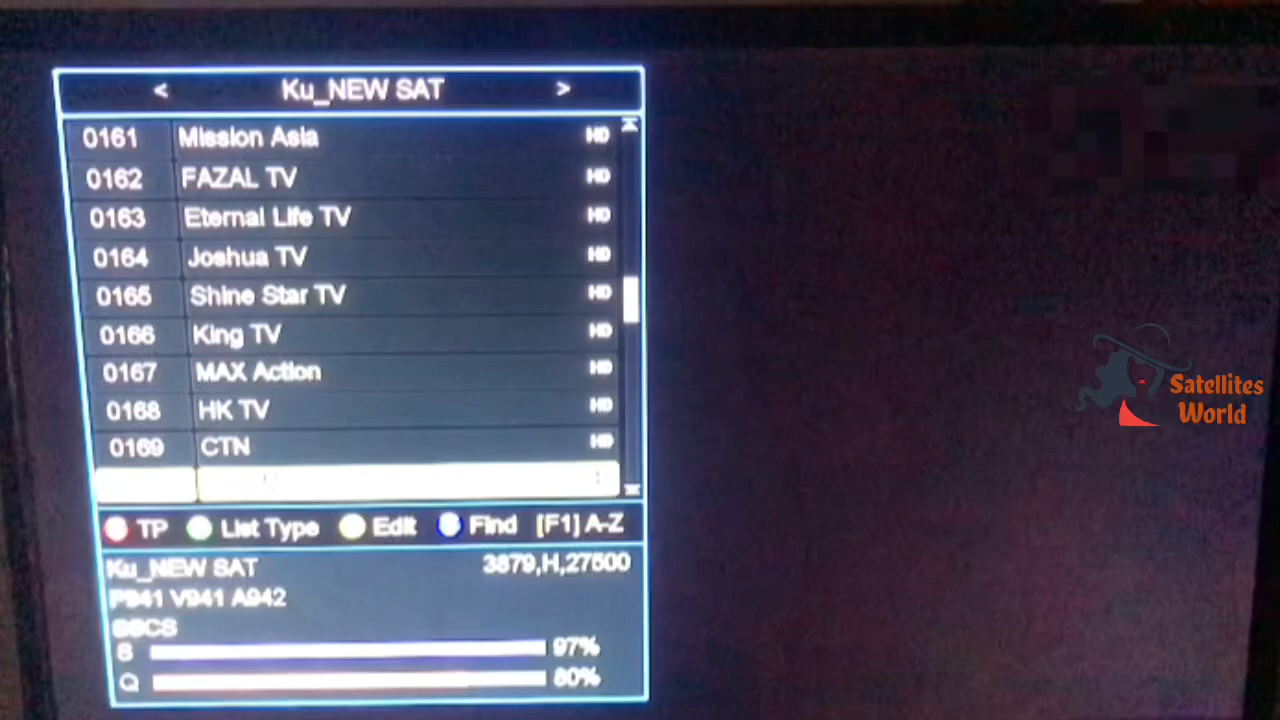 < Ku_NEW SAT >
0161 Mission Asia HD
0162 FAZAL TV HD
0163 Eternal Life TV HD
0164 Joshua TV HD
0165 Shine Star TV HD
0166 King TV HD
0167 MAX Action HD
0168 HK TV HD
0169 CTN HD
TP List Type Edit Find [F1] A-Z
Ku_NEW SAT 3879,H,27500
P941 V941 A942
S 97%
Q 80%
Satellites
World